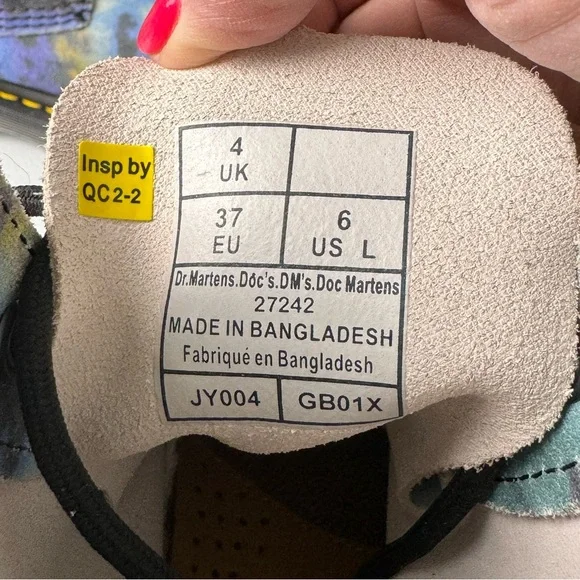 Insp by
QC2-2
4
UK
37
EU
6
US L
Dr.Martens.Dóc's.DM's.Doc Martens
27242
MADE IN BANGLADESH
Fabriqué en Bangladesh
JY004
GB01X